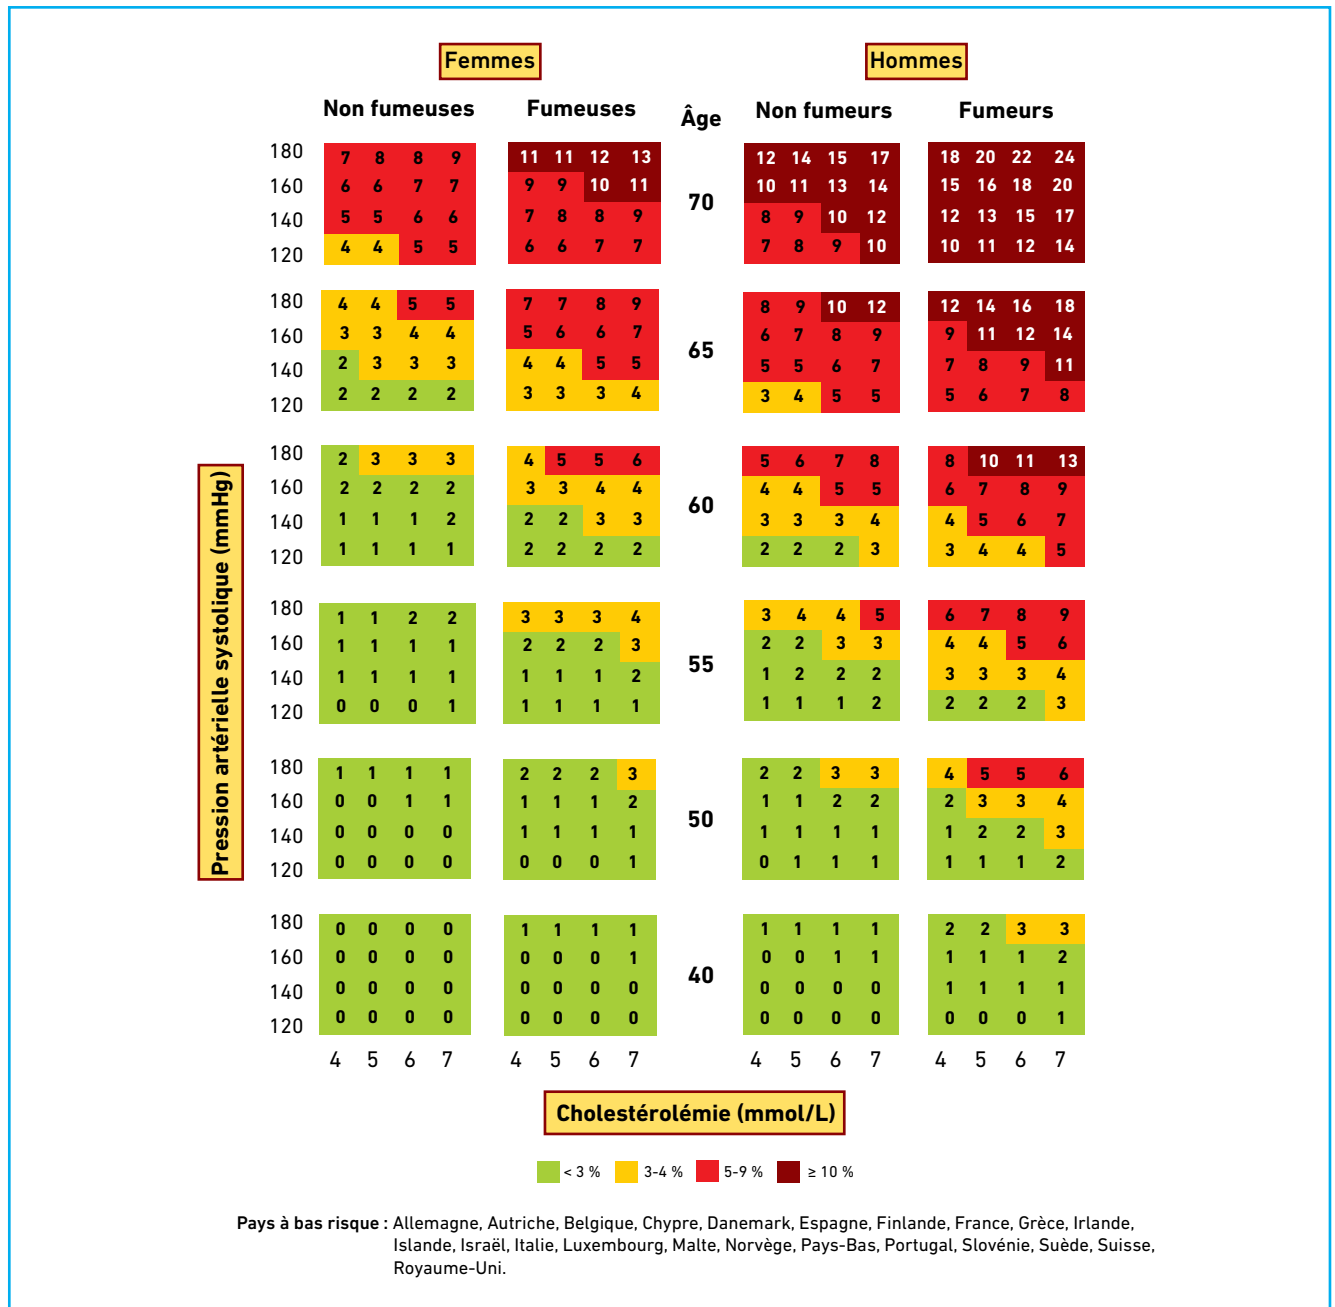 Femmes Hommes
Non fumeuses Fumeuses Âge Non fumeurs Fumeurs
180 7 8 8 9 11 11 12 13 12 14 15 17 18 20 22 24
160 6 6 7 7 9 9 10 11 10 11 13 14 15 16 18 20
70
140 5 5 6 6 7 8 8 9 8 9 10 12 12 13 15 17
120 4 4 5 5 6 6 7 7 7 8 9 10 10 11 12 14
180 4 4 5 5 7 7 8 9 8 9 10 12 12 14 16 18
160 3 3 4 4 5 6 6 7 6 7 8 9 9 11 12 14
65
140 2 3 3 3 4 4 5 5 5 5 6 7 7 8 9 11
120 2 2 2 2 3 3 3 4 3 4 5 5 5 6 7 8
180 2 3 3 3 4 5 5 6 5 6 7 8 8 10 11 13
160 2 2 2 2 3 3 4 4 4 4 5 5 6 7 8 9
60
140 1 1 1 2 2 2 3 3 3 3 3 4 4 5 6 7
120 1 1 1 1 2 2 2 2 2 2 2 3 3 4 4 5
Pression artérielle systolique (mmHg)
180 1 1 2 2 3 3 3 4 3 4 4 5 6 7 8 9
160 1 1 1 1 2 2 2 3 2 2 3 3 4 4 5 6
55
140 1 1 1 1 1 1 1 2 1 2 2 2 3 3 3 4
120 0 0 0 1 1 1 1 1 1 1 1 2 2 2 2 3
180 1 1 1 1 2 2 2 3 2 2 3 3 4 5 5 6
160 0 0 1 1 1 1 1 2 1 1 2 2 2 3 3 4
50
140 0 0 0 0 1 1 1 1 1 1 1 1 1 2 2 3
120 0 0 0 0 0 0 0 1 0 1 1 1 1 1 1 2
180 0 0 0 0 1 1 1 1 1 1 1 1 2 2 3 3
160 0 0 0 0 0 0 0 1 0 0 1 1 1 1 1 2
40
140 0 0 0 0 0 0 0 0 0 0 0 0 1 1 1 1
120 0 0 0 0 0 0 0 0 0 0 0 0 0 0 0 1
4 5 6 7 4 5 6 7 4 5 6 7 4 5 6 7
Cholestérolémie (mmol/L)
< 3 % 3-4 % 5-9 % ≥ 10 %
Pays à bas risque : Allemagne, Autriche, Belgique, Chypre, Danemark, Espagne, Finlande, France, Grèce, Irlande,
Islande, Israël, Italie, Luxembourg, Malte, Norvège, Pays-Bas, Portugal, Slovénie, Suède, Suisse,
Royaume-Uni.